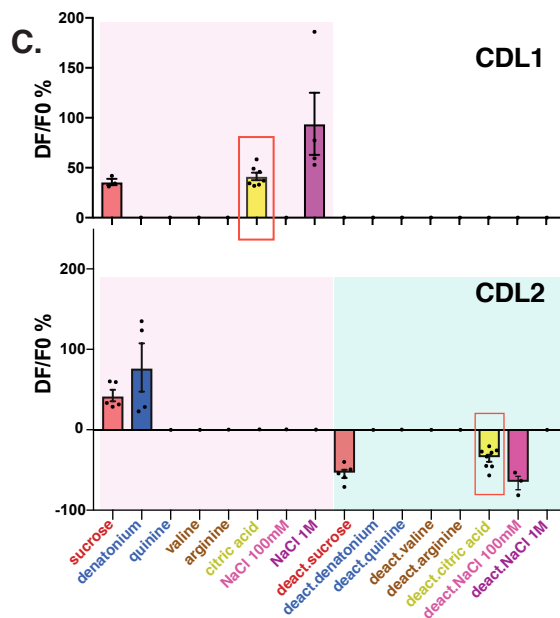 C.
CDL1
DF/F0 %
200
150
100
50
0
CDL2
DF/F0 %
200
100
0
-100
sucrose
denatonium
quinine
valine
arginine
citric acid
NaCl 100mM
NaCl 1M
deact.sucrose
deact.denatonium
deact.quinine
deact.valine
deact.arginine
deact.citric acid
deact.NaCl 100mM
deact.NaCl 1M